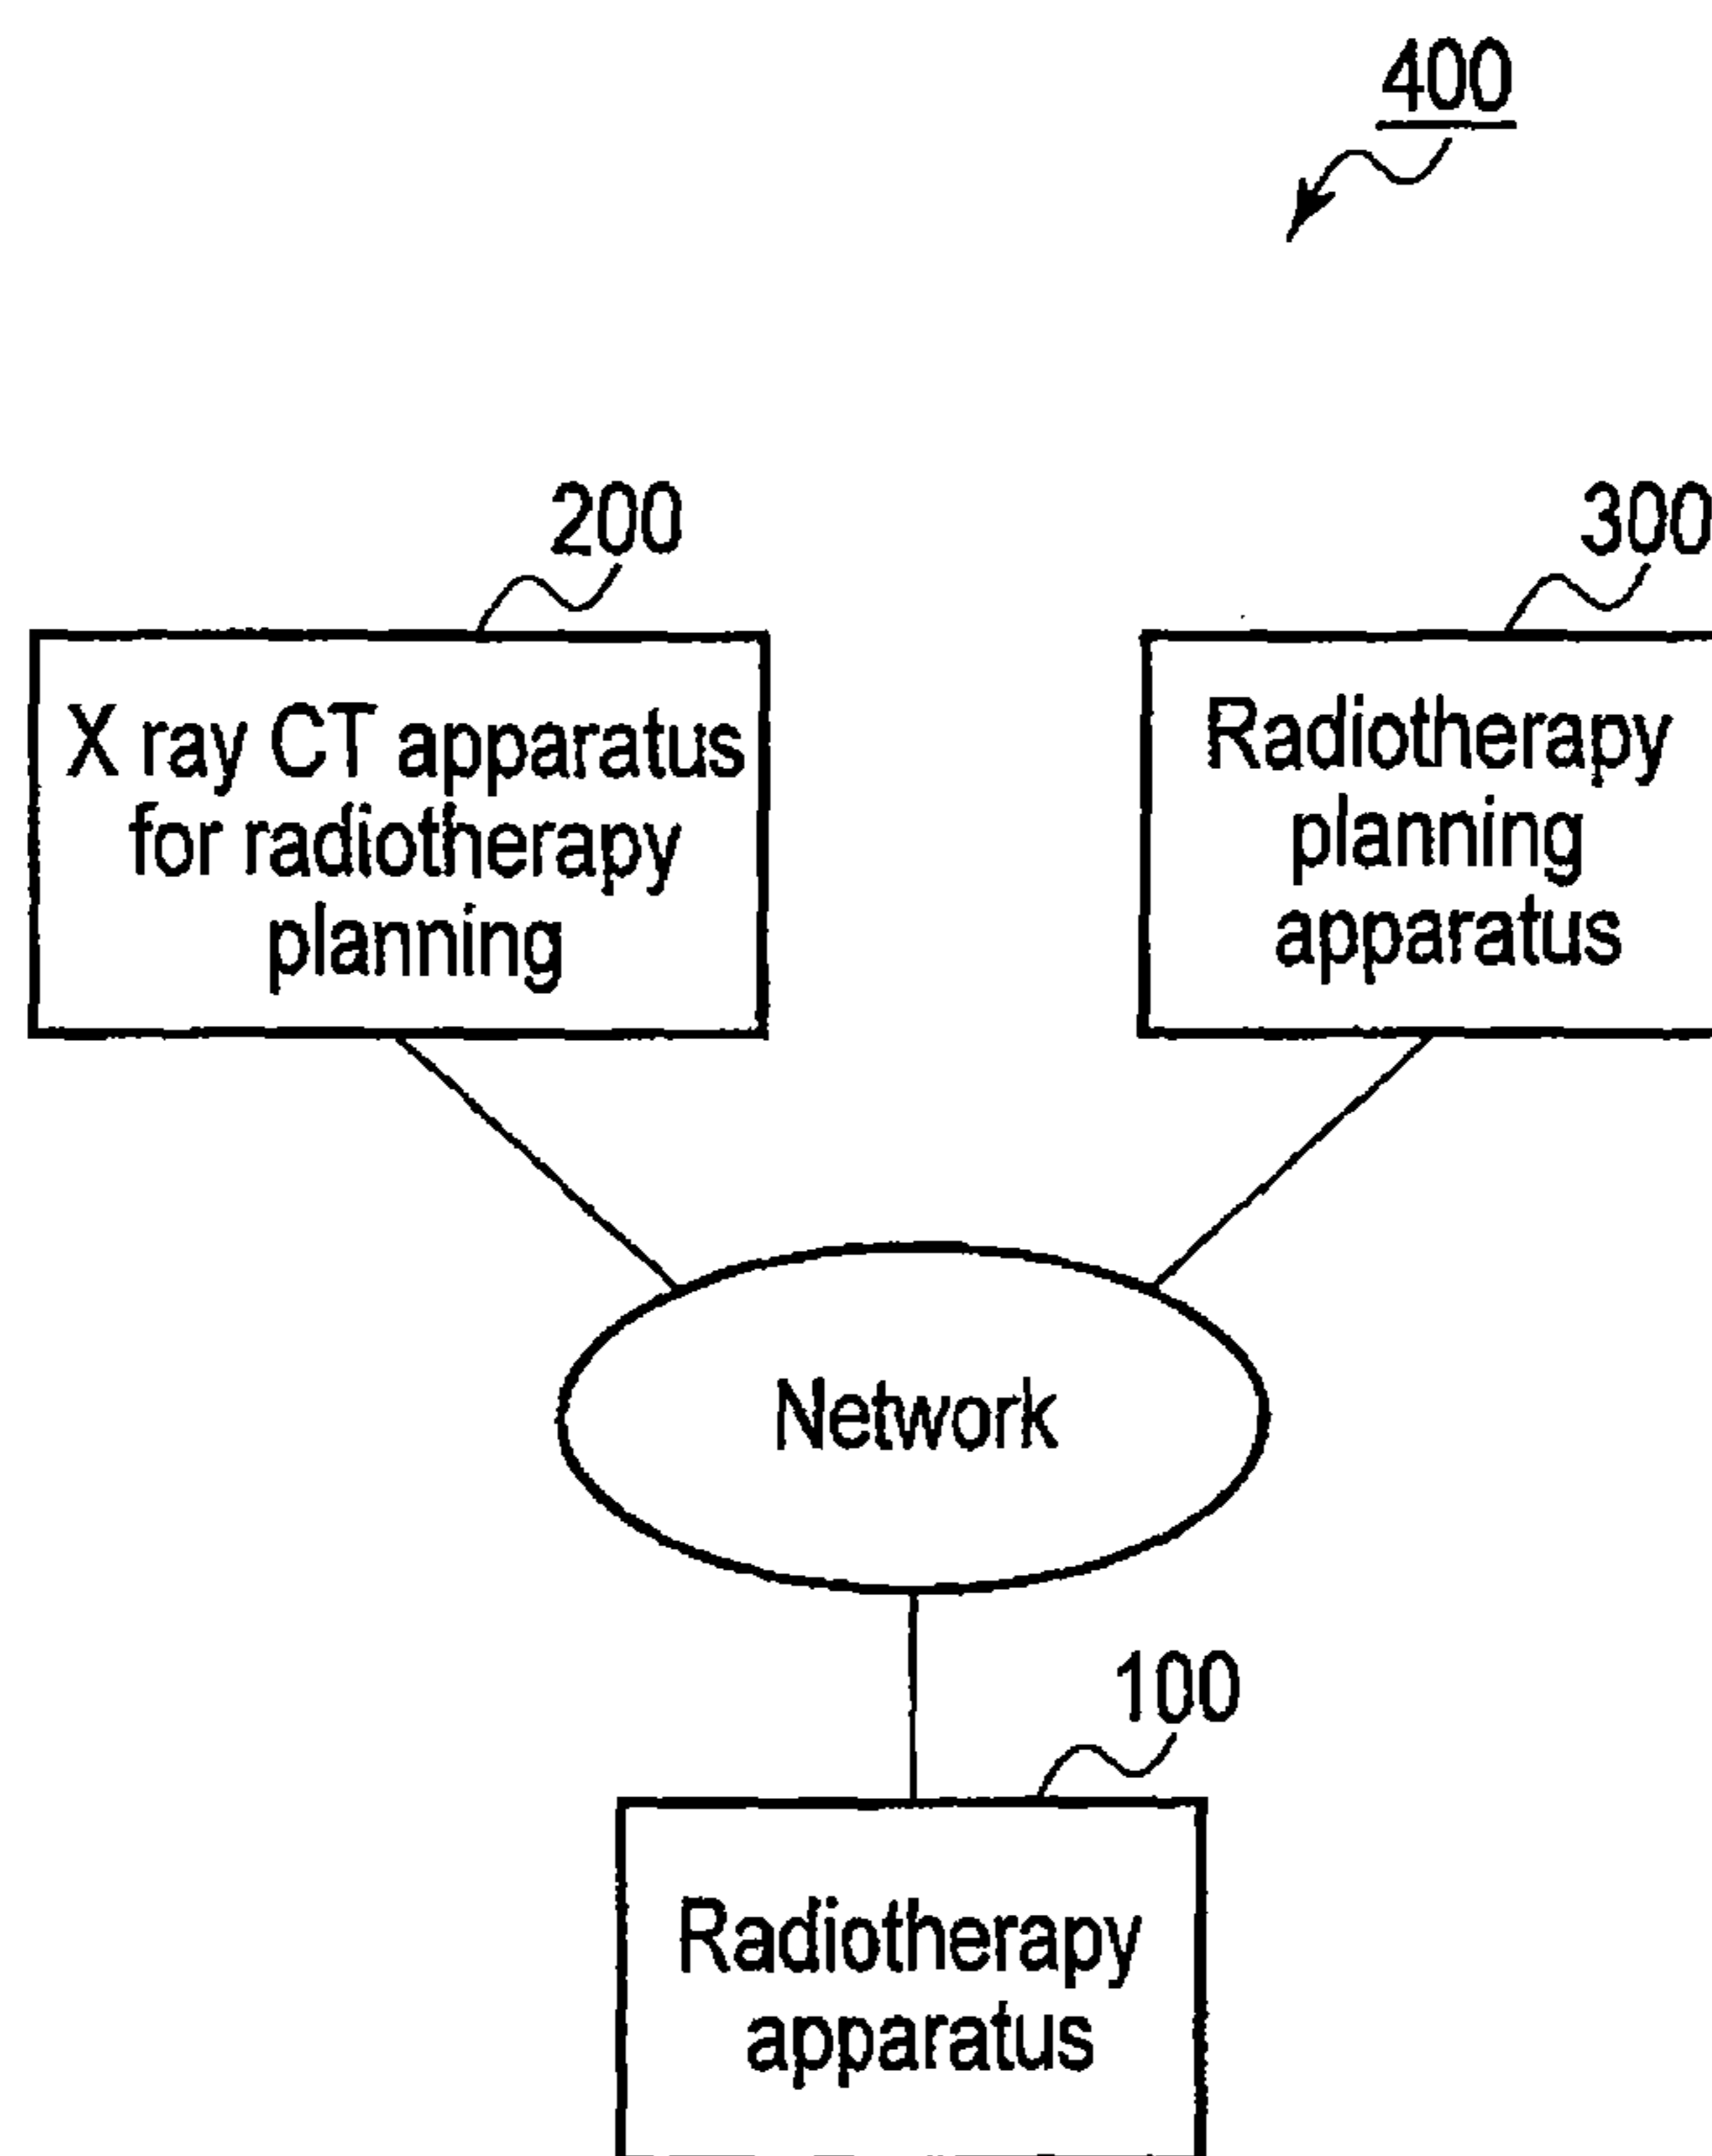 400
200
300
X ray CT apparatus
for radiotherapy
planning
Radiotherapy
planning
apparatus
Network
100
Radiotherapy
apparatus